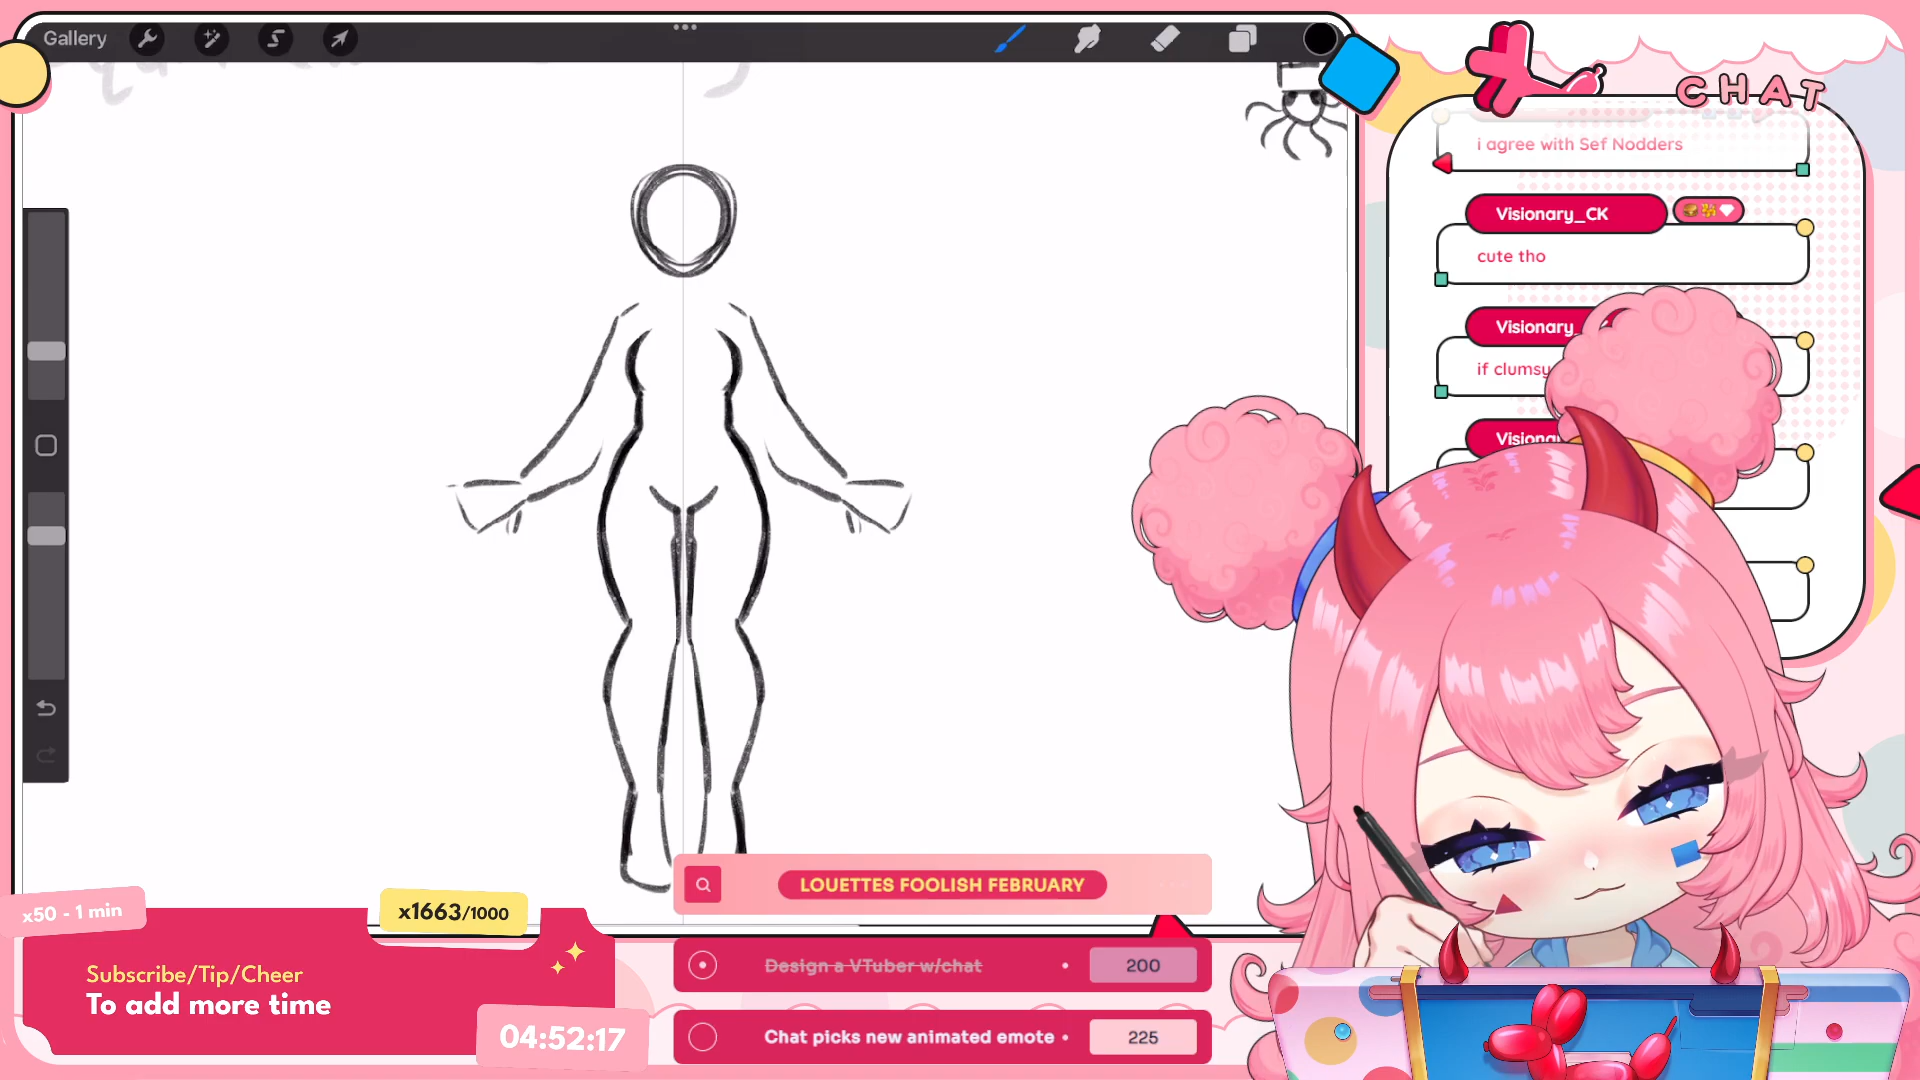 Gallery
CHAT
i agree with Sef Nodders
Visionary_CK
cute tho
Visionary_
if clumsy
LOUETTES FOOLISH FEBRUARY
x50 - 1 min
x1663/1000
Subscribe/Tip/Cheer
To add more time
04:52:17
Design a VTuber w/chat • 200
Chat picks new animated emote • 225